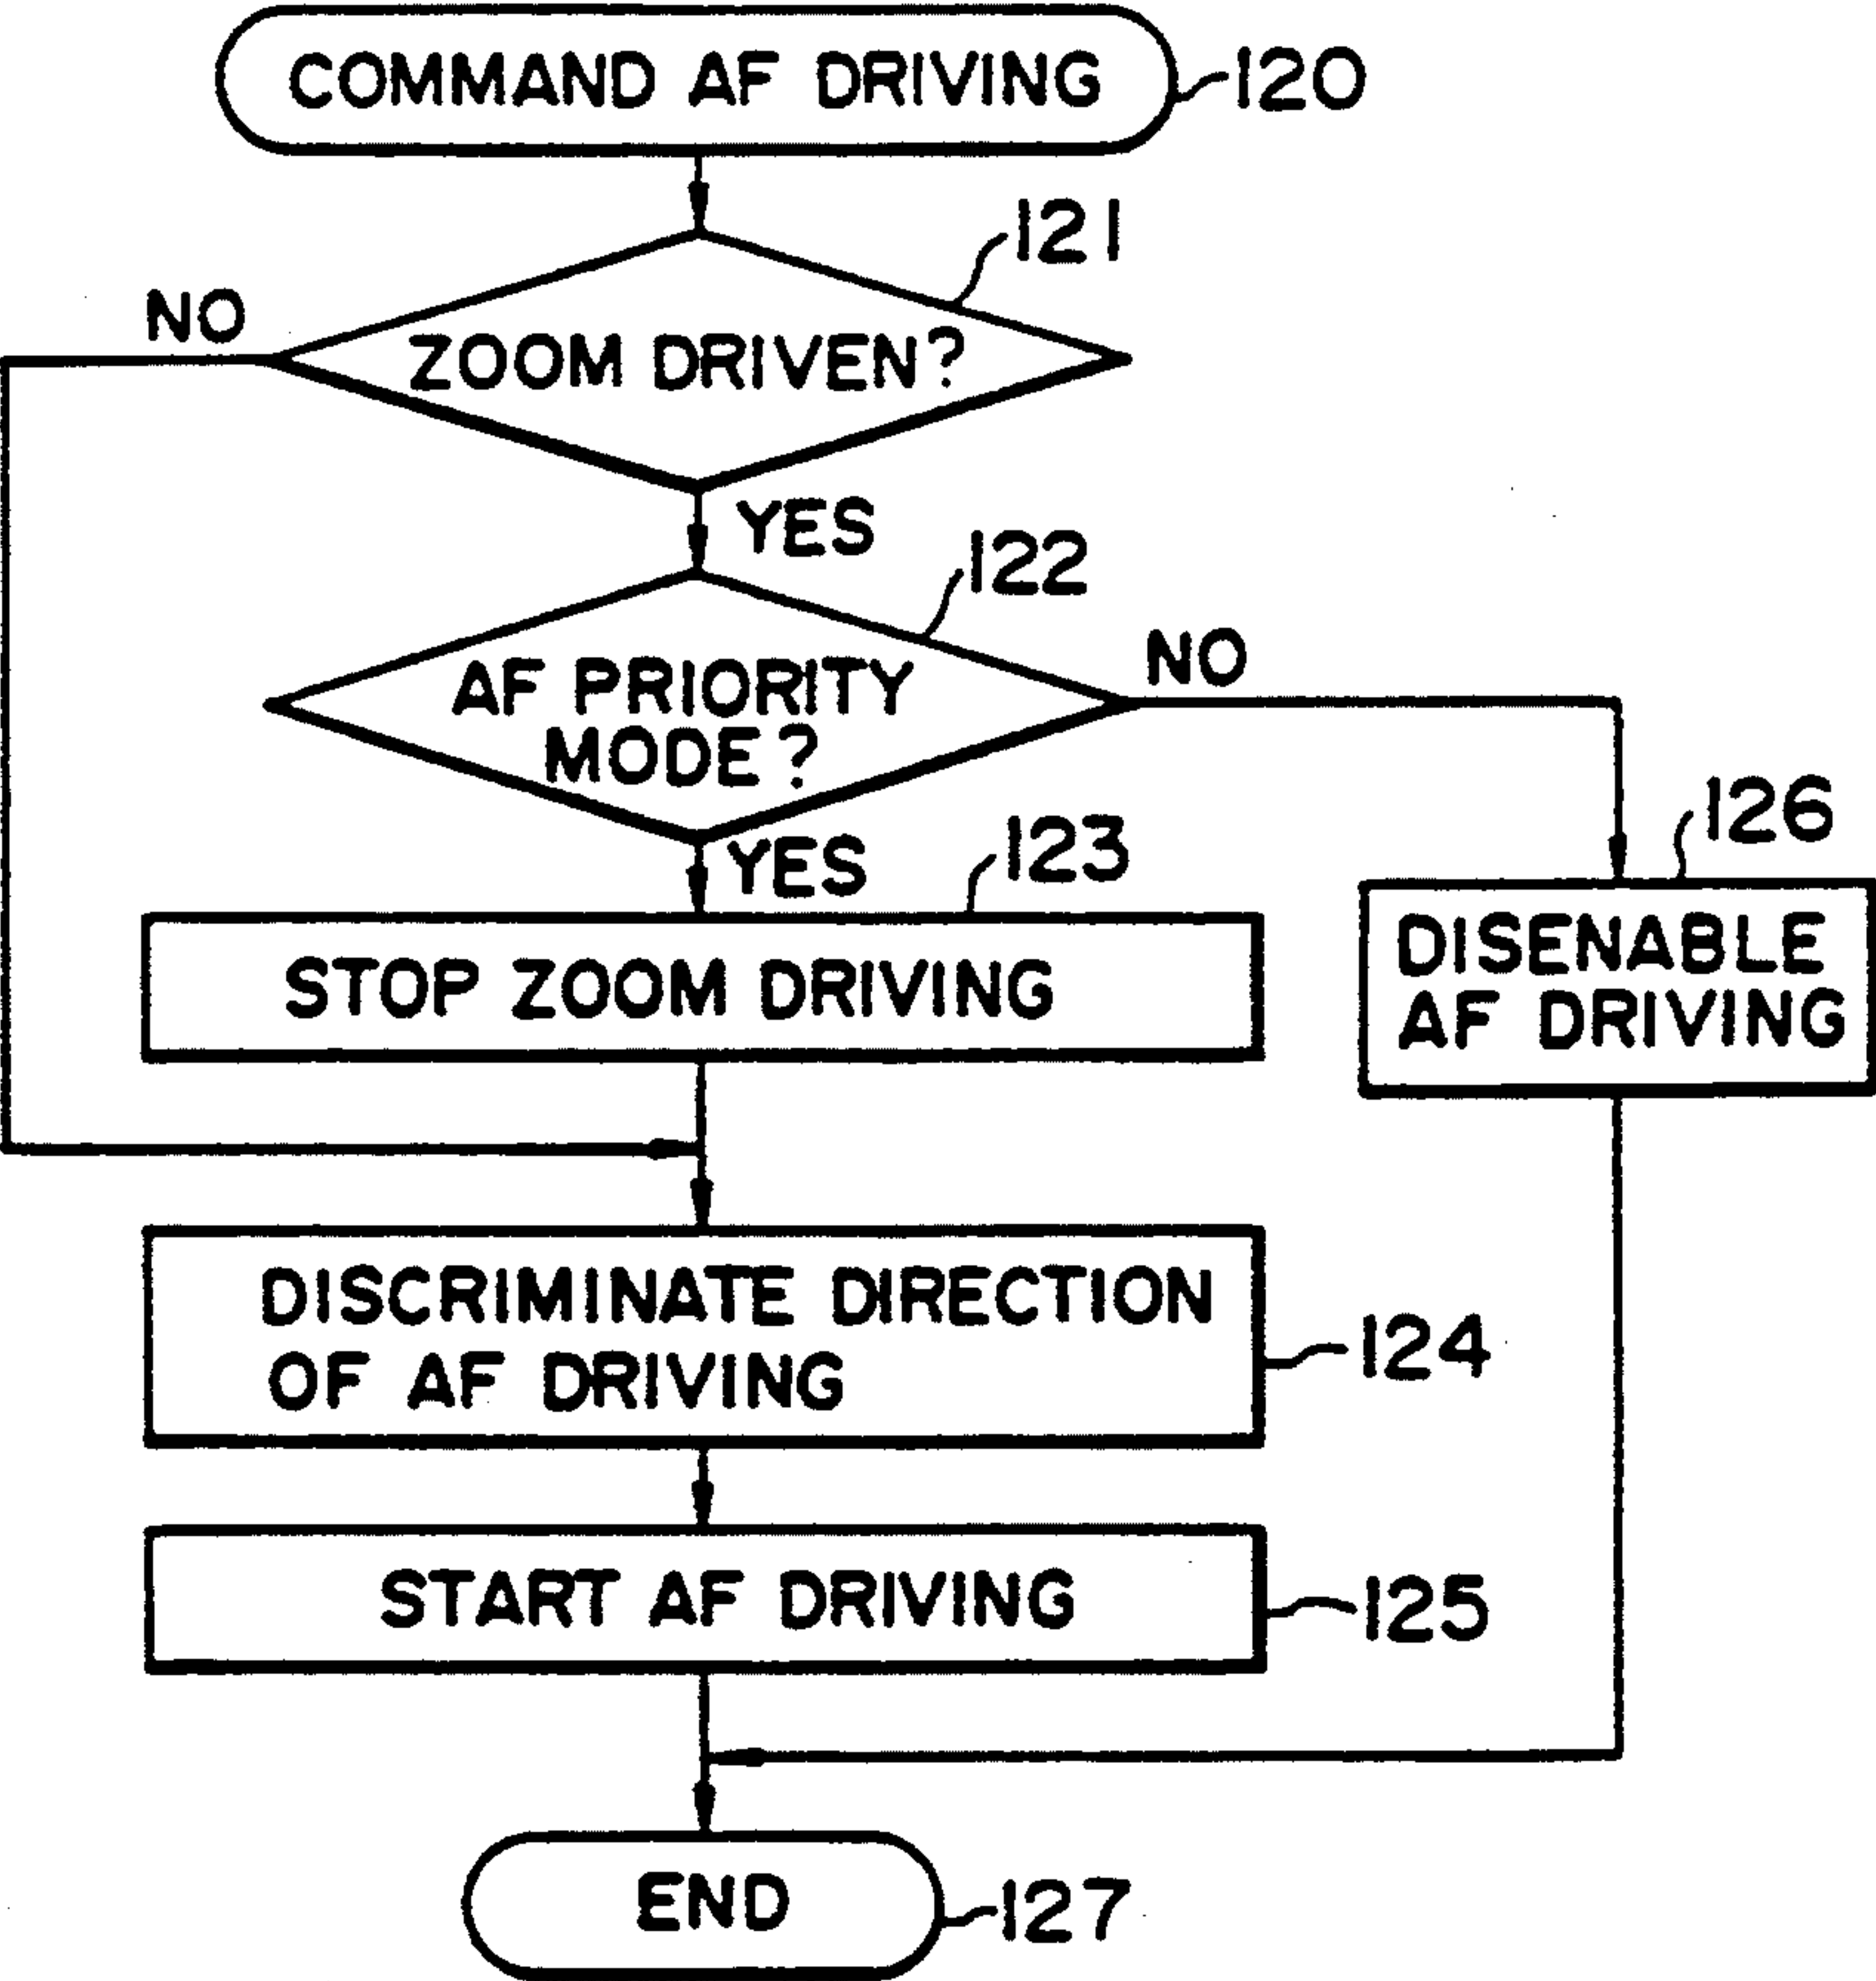 COMMAND AF DRIVING
120
121
NO
ZOOM DRIVEN?
YES
122
NO
AF PRIORITY
MODE?
YES
123
126
STOP ZOOM DRIVING
DISENABLE
AF DRIVING
DISCRIMINATE DIRECTION
OF AF DRIVING
124
START AF DRIVING
125
END
127